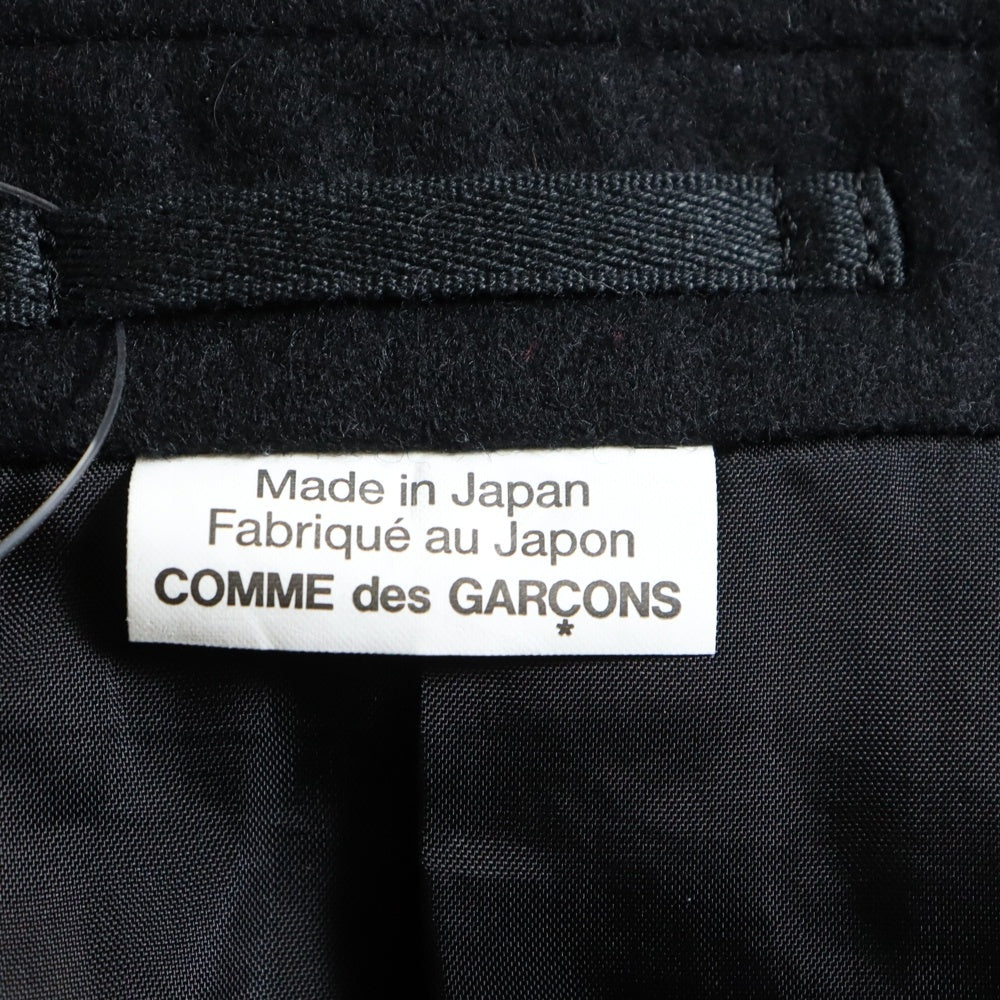 Made in Japan
Fabriqué au Japon
COMME des GARÇONS
*